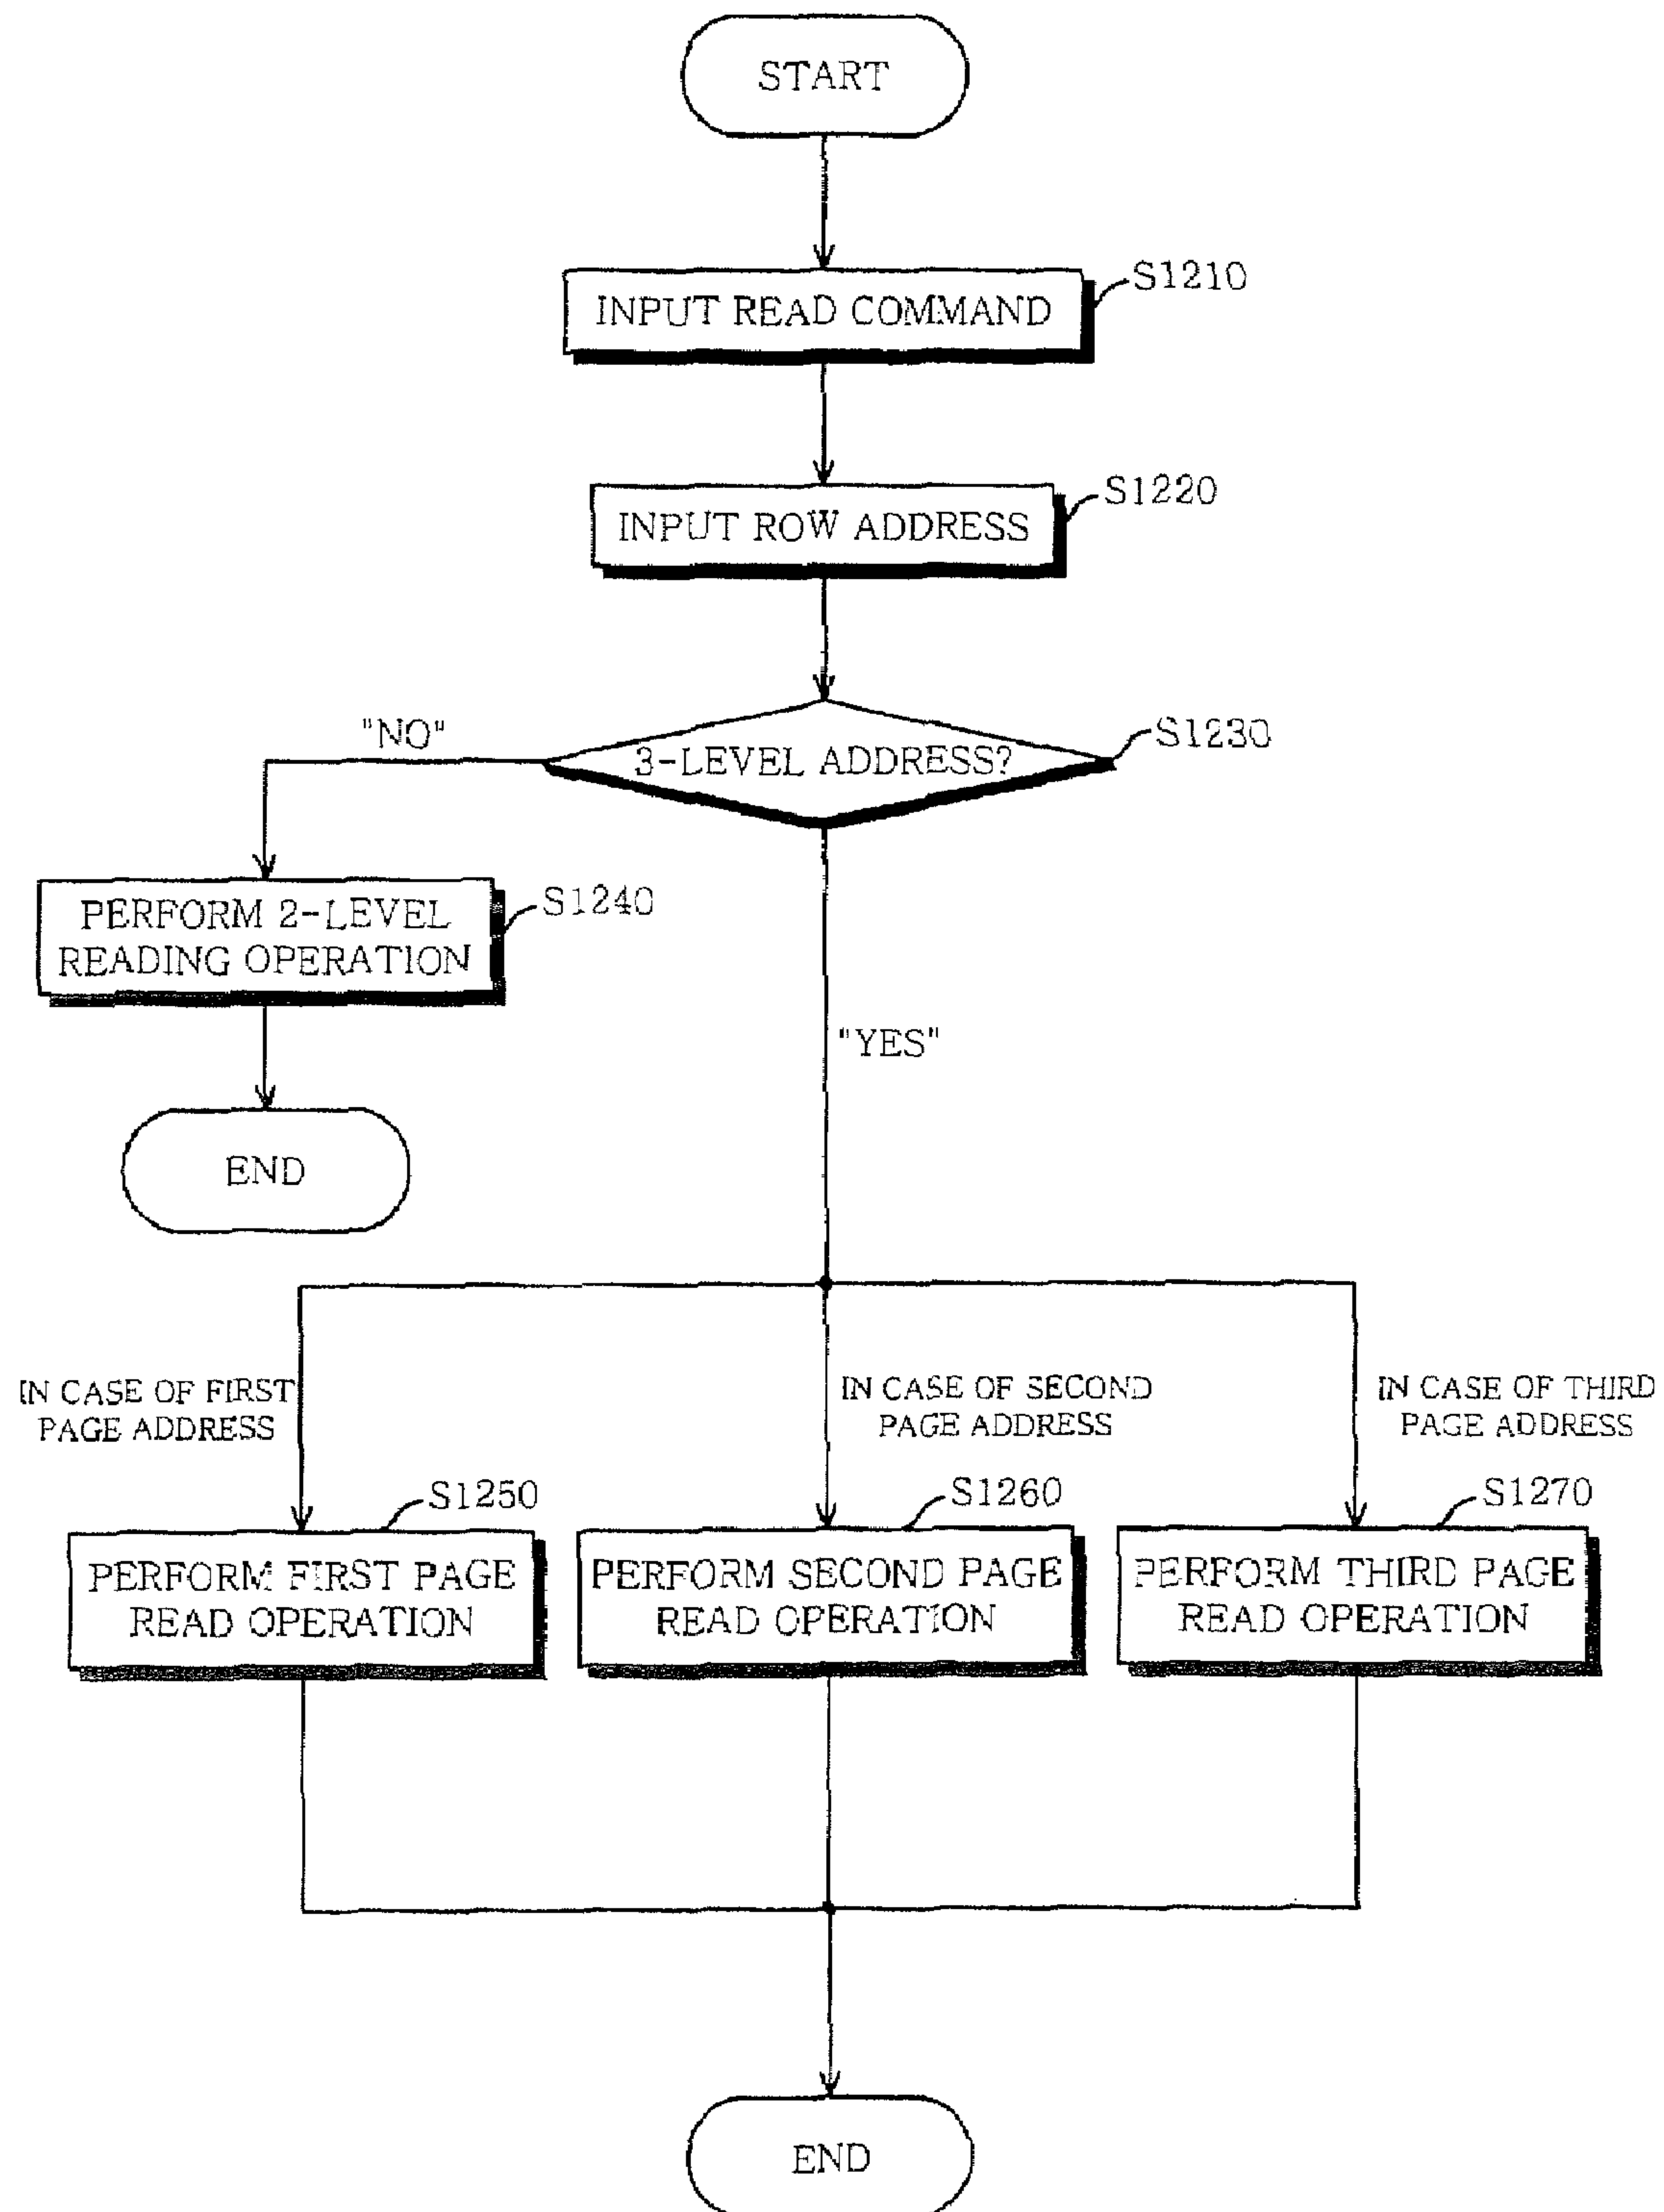 START
INPUT READ COMMAND
S1210
INPUT ROW ADDRESS
S1220
"NO"
3-LEVEL ADDRESS?
S1230
PERFORM 2-LEVEL
READING OPERATION
S1240
"YES"
END
IN CASE OF FIRST
PAGE ADDRESS
IN CASE OF SECOND
PAGE ADDRESS
IN CASE OF THIRD
PAGE ADDRESS
S1250
PERFORM FIRST PAGE
READ OPERATION
S1260
PERFORM SECOND PAGE
READ OPERATION
S1270
PERFORM THIRD PAGE
READ OPERATION
END